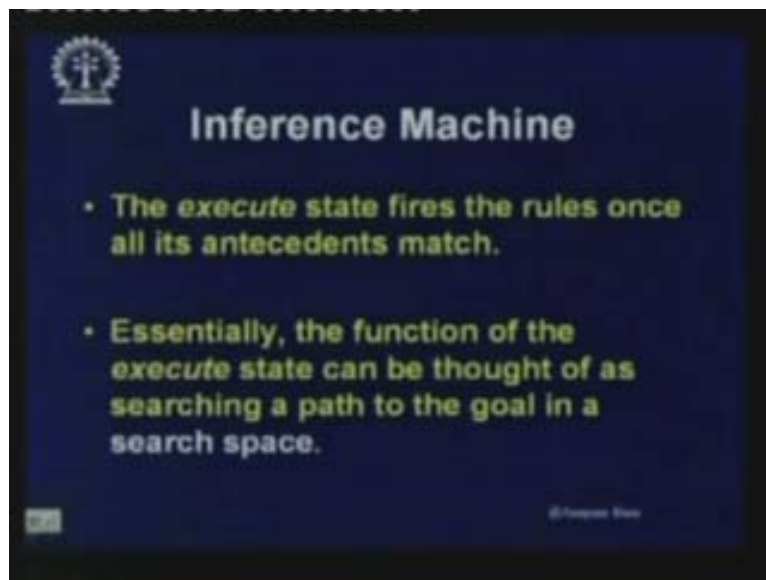 Inference Machine
• The execute state fires the rules once
all its antecedents match.
• Essentially, the function of the
execute state can be thought of as
searching a path to the goal in a
search space.